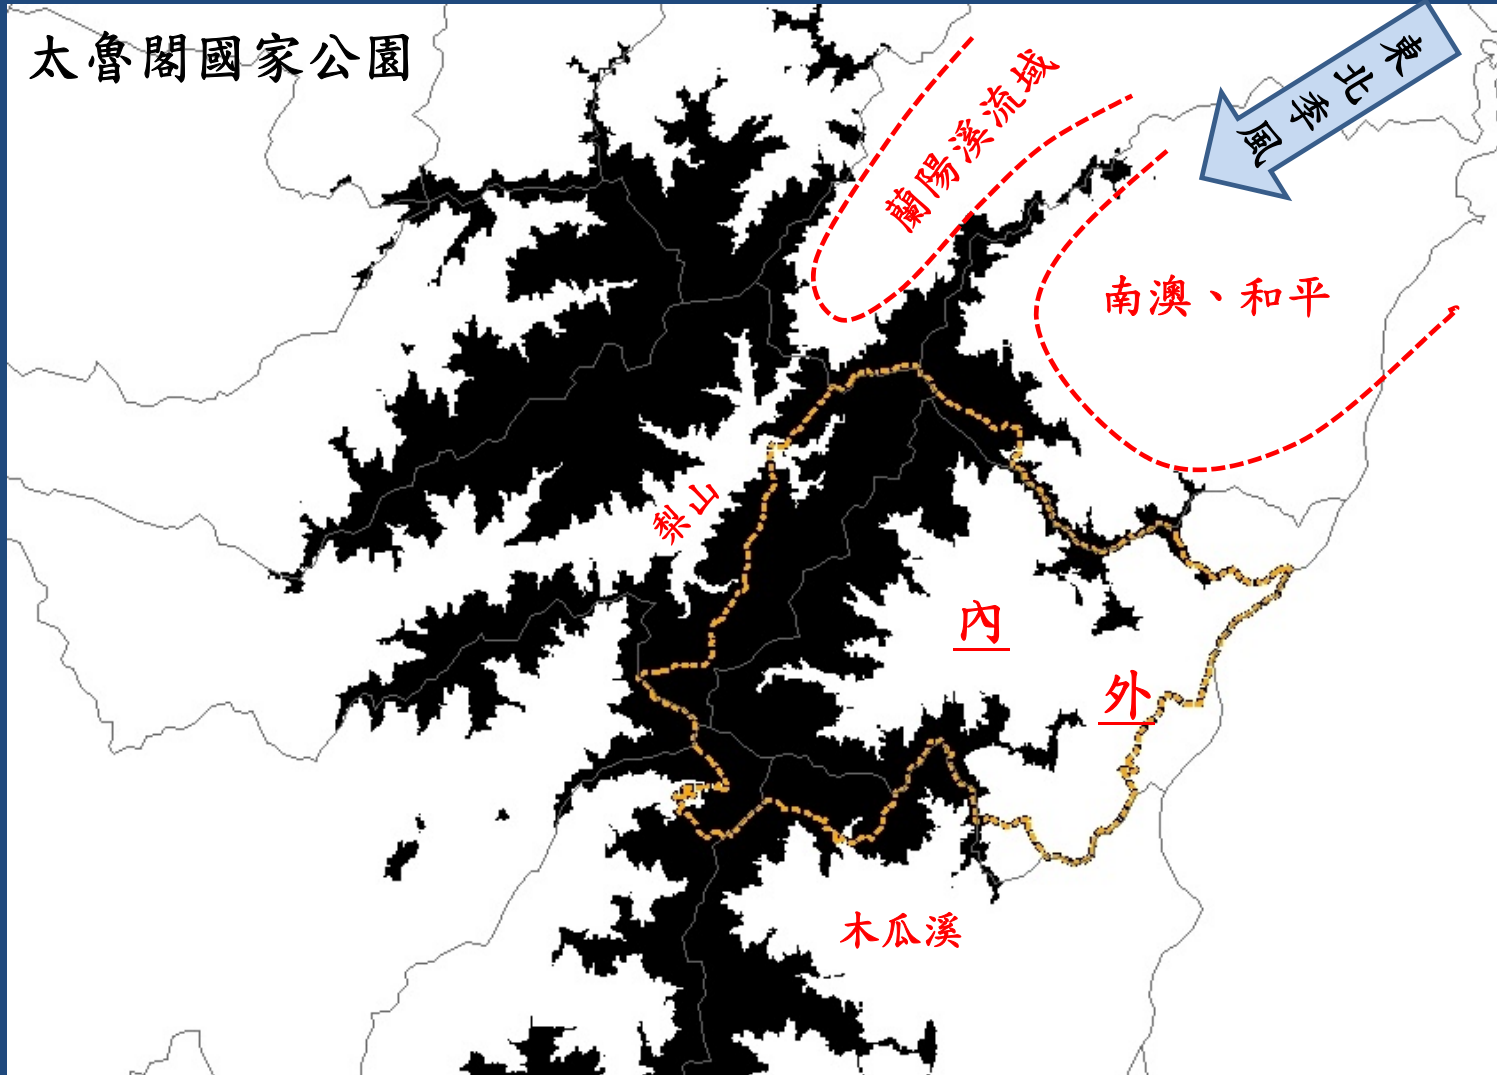 太魯閣國家公園
東北季風
蘭陽溪流域
南澳、和平
梨山
內
外
木瓜溪